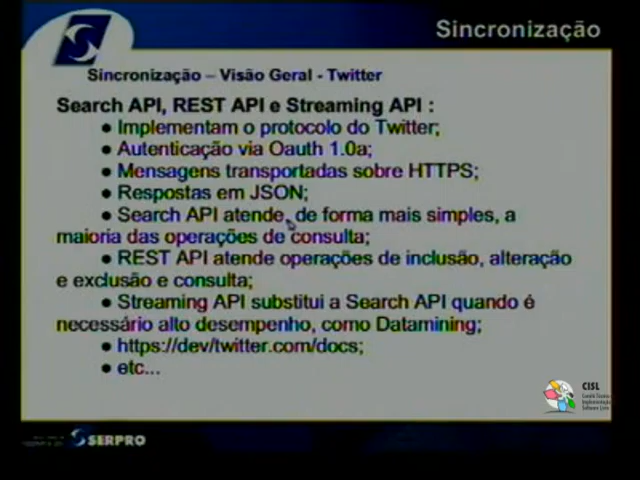 Sincronização
Sincronização – Visão Geral - Twitter
Search API, REST API e Streaming API :
● Implementam o protocolo do Twitter;
● Autenticação via Oauth 1.0a;
● Mensagens transportadas sobre HTTPS;
● Respostas em JSON;
● Search API atende, de forma mais simples, a
maioria das operações de consulta;
● REST API atende operações de inclusão, alteração
e exclusão e consulta;
● Streaming API substitui a Search API quando é
necessário alto desempenho, como Datamining;
● https://dev/twitter.com/docs;
● etc...
CISL
SERPRO